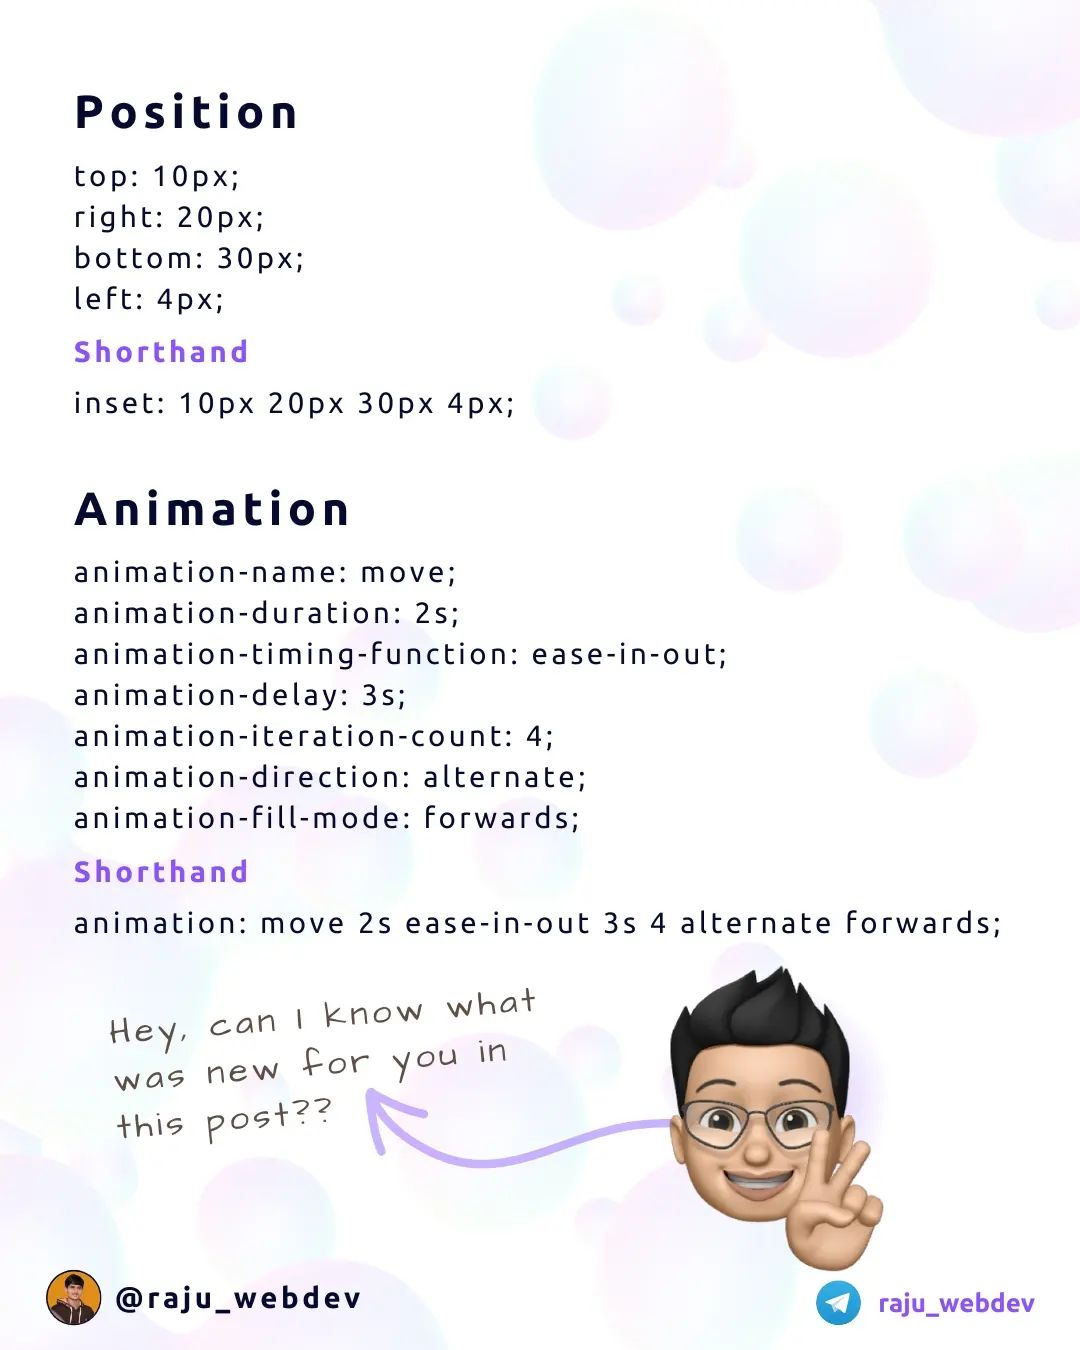 Position
top: 10px;
right: 20px;
bottom: 30px;
left: 4px;
Shorthand
inset: 10px 20px 30px 4px;
Animation
animation-name: move;
animation-duration: 2s;
animation-timing-function: ease-in-out;
animation-delay: 3s;
animation-iteration-count: 4;
animation-direction: alternate;
animation-fill-mode: forwards;
Shorthand
animation: move 2s ease-in-out 3s 4 alternate forwards;
Hey, can I know what
was new for you in
this post??
@raju_webdev
raju_webdev